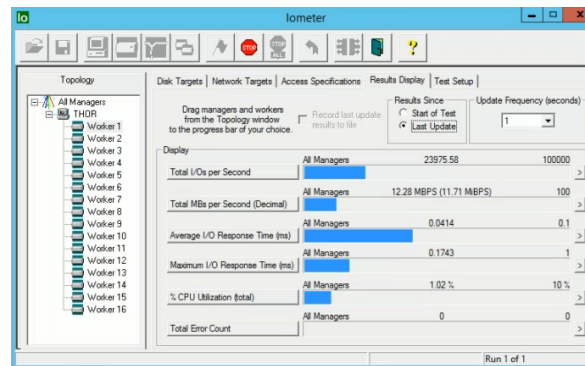 Iometer
Topology
All Managers
THOR
Worker 1
Worker 2
Worker 3
Worker 4
Worker 5
Worker 6
Worker 7
Worker 8
Worker 9
Worker 10
Worker 11
Worker 12
Worker 13
Worker 14
Worker 15
Worker 16
Disk Targets Network Targets Access Specifications Results Display Test Setup
Drag managers and workers
from the Topology window
to the progress bar of your choice.
Record last update
results to file
Results Since
Start of Test
Last Update
Update Frequency (seconds)
1
Display
All Managers 23975.58 100000
Total I/Os per Second
All Managers 12.28 MBPS (11.71 MiBPS) 100
Total MBs per Second (Decimal)
All Managers 0.0414 0.1
Average I/O Response Time (ms)
All Managers 0.1743 1
Maximum I/O Response Time (ms)
All Managers 1.02 % 10 %
% CPU Utilization (total)
All Managers 0 0
Total Error Count
Run 1 of 1